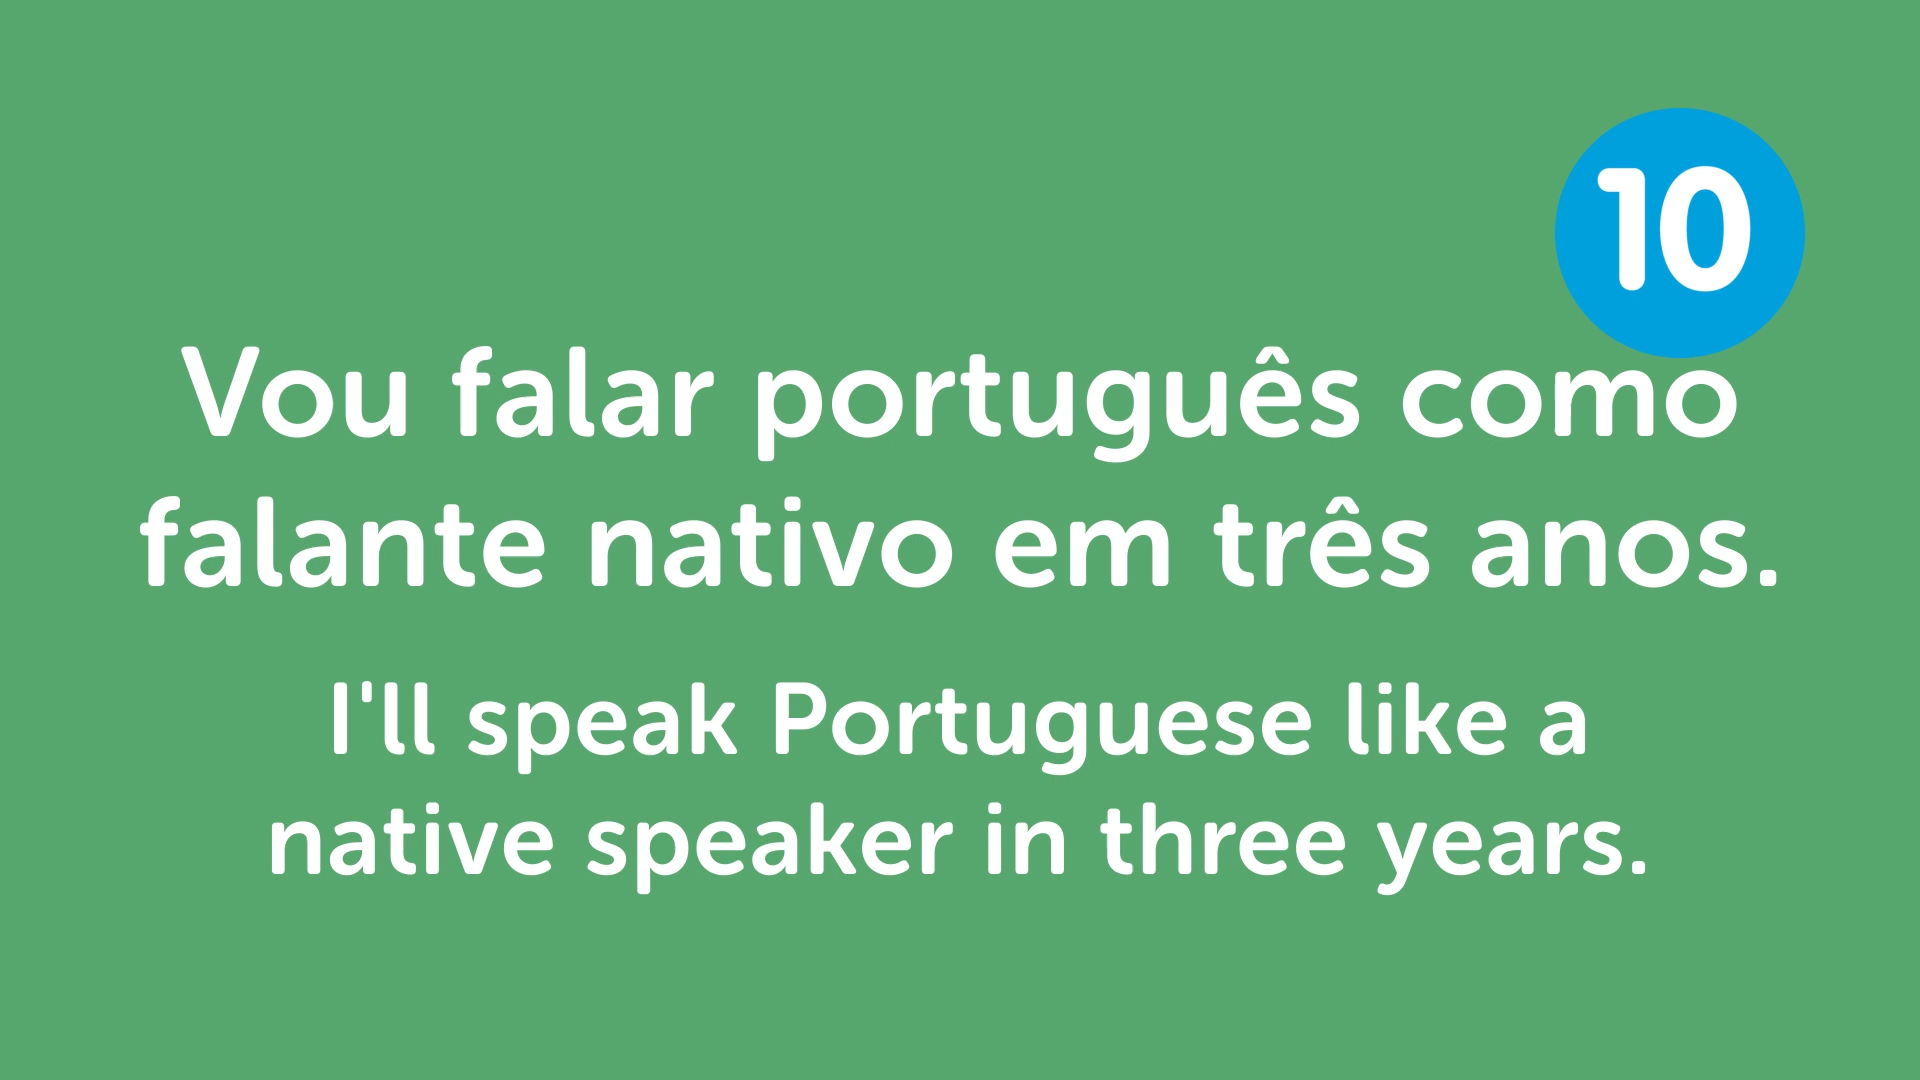 10
Vou falar português como
falante nativo em três anos.
I'll speak Portuguese like a
native speaker in three years.